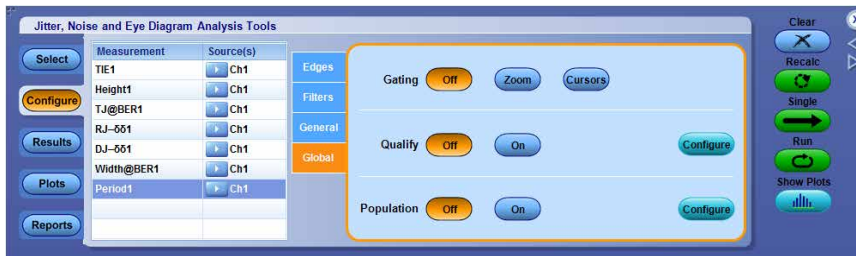 Jitter, Noise and Eye Diagram Analysis Tools
Select
Configure
Results
Plots
Reports
Measurement Source(s)
TIE1 Ch1
Height1 Ch1
TJ@BER1 Ch1
RJ–δδ1 Ch1
DJ–δδ1 Ch1
Width@BER1 Ch1
Period1 Ch1
Edges
Filters
General
Global
Gating Off Zoom Cursors
Qualify Off On Configure
Population Off On Configure
Clear
Recalc
Single
Run
Show Plots